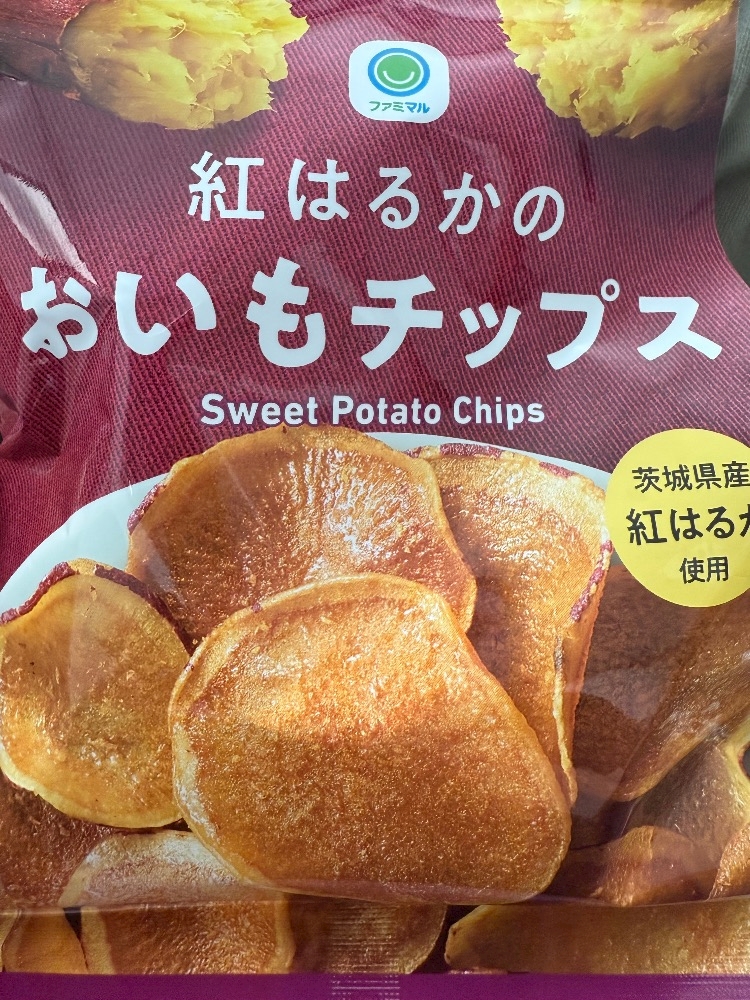 ファミマル
紅はるかの
おいもチップス
Sweet Potato Chips
茨城県産
紅はるか
使用